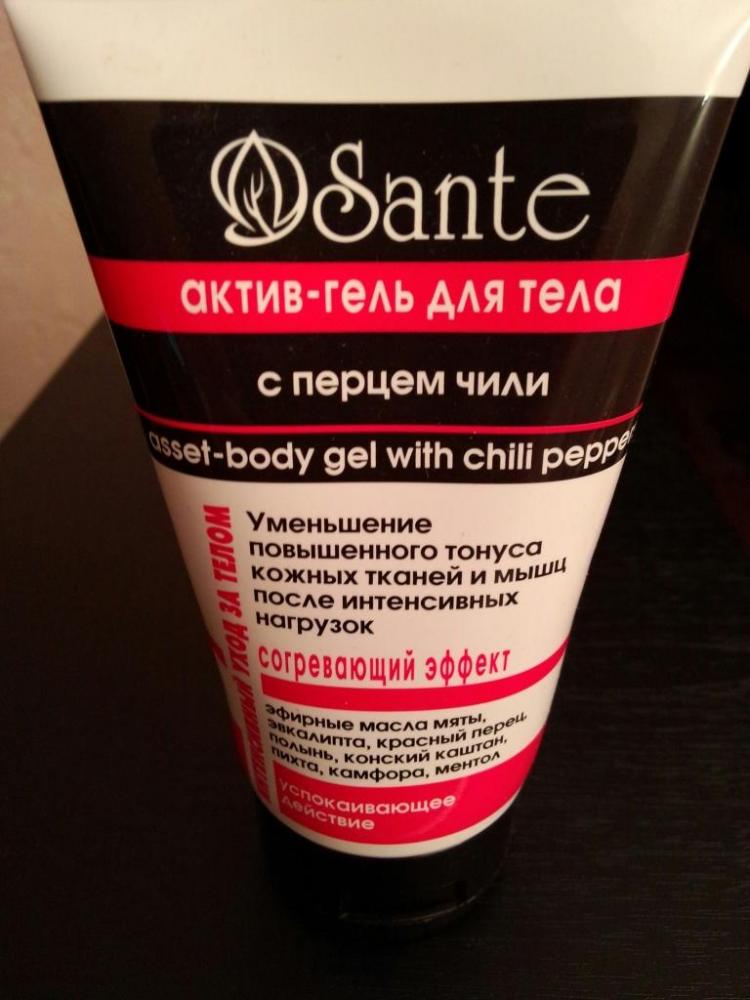 Sante
актив-гель для тела
с перцем чили
asset-body gel with chili pepper
Уменьшение
повышенного тонуса
кожных тканей и мышц
после интенсивных
нагрузок
согревающий эффект
эфирные масла мяты,
эвкалипта, красный перец,
полынь, конский каштан,
пихта, камфора, ментол
успокаивающее
действие
уход за телом